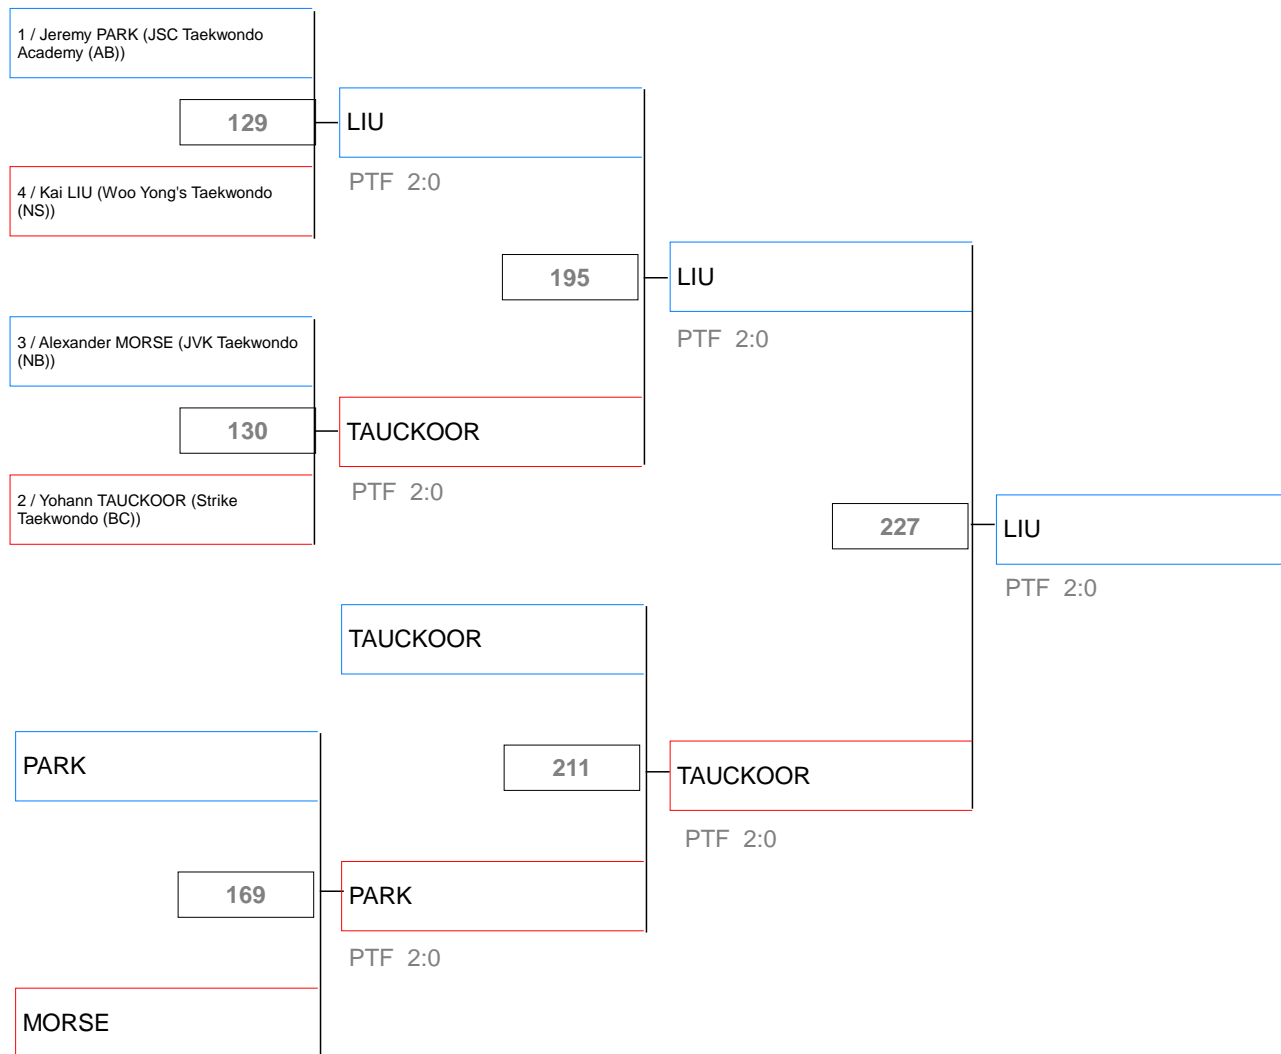 1 / Jeremy PARK (JSC Taekwondo
Academy (AB))
129
LIU
PTF 2:0
4 / Kai LIU (Woo Yong's Taekwondo
(NS))
195
LIU
PTF 2:0
3 / Alexander MORSE (JVK Taekwondo
(NB))
130
TAUCKOOR
PTF 2:0
2 / Yohann TAUCKOOR (Strike
Taekwondo (BC))
227
LIU
PTF 2:0
TAUCKOOR
PARK
211
TAUCKOOR
PTF 2:0
169
PARK
PTF 2:0
MORSE